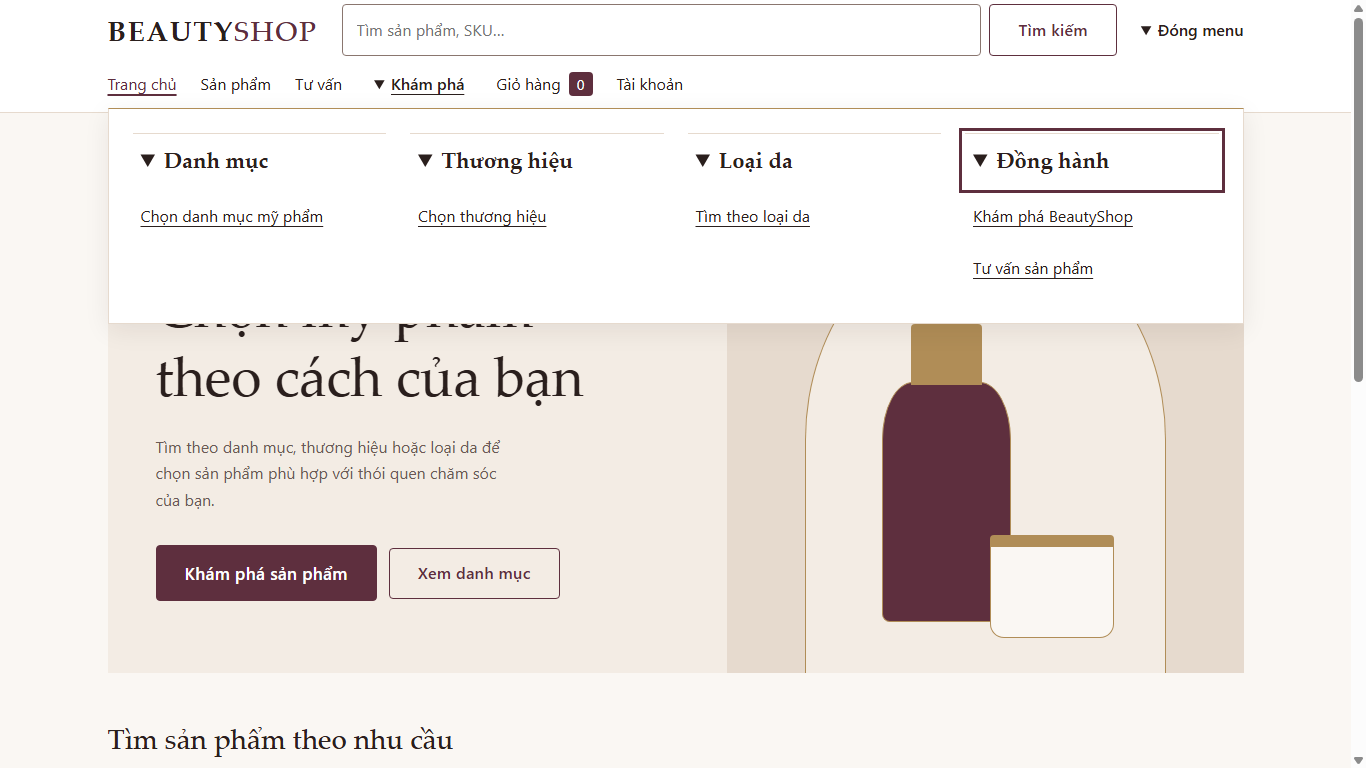 BEAUTYSHOP
Tìm sản phẩm, SKU...
Tìm kiếm
▼ Đóng menu
Trang chủ
Sản phẩm
Tư vấn
▼ Khám phá
Giỏ hàng 0
Tài khoản
▼ Danh mục
Chọn danh mục mỹ phẩm
▼ Thương hiệu
Chọn thương hiệu
▼ Loại da
Tìm theo loại da
▼ Đồng hành
Khám phá BeautyShop
Tư vấn sản phẩm
Chọn mỹ phẩm
theo cách của bạn
Tìm theo danh mục, thương hiệu hoặc loại da để
chọn sản phẩm phù hợp với thói quen chăm sóc
của bạn.
Khám phá sản phẩm
Xem danh mục
Tìm sản phẩm theo nhu cầu